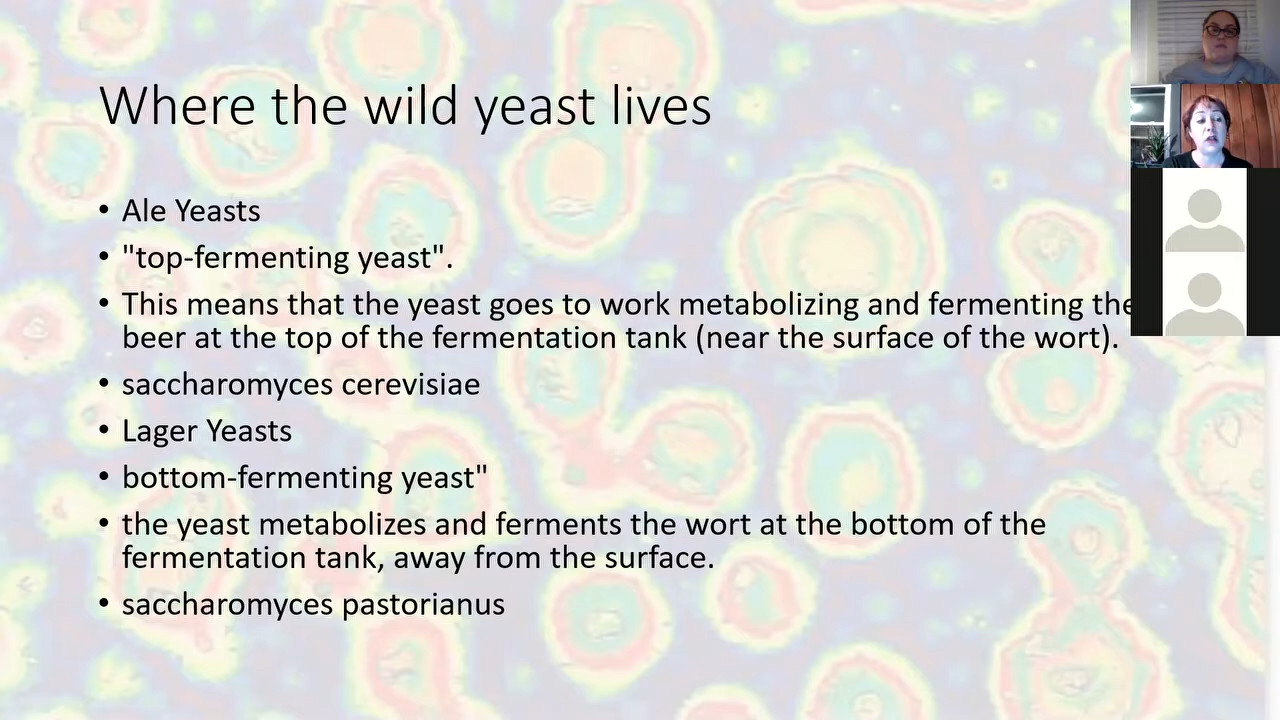 Where the wild yeast lives
• Ale Yeasts
• "top-fermenting yeast".
• This means that the yeast goes to work metabolizing and fermenting the
beer at the top of the fermentation tank (near the surface of the wort).
• saccharomyces cerevisiae
• Lager Yeasts
• bottom-fermenting yeast"
• the yeast metabolizes and ferments the wort at the bottom of the
fermentation tank, away from the surface.
• saccharomyces pastorianus